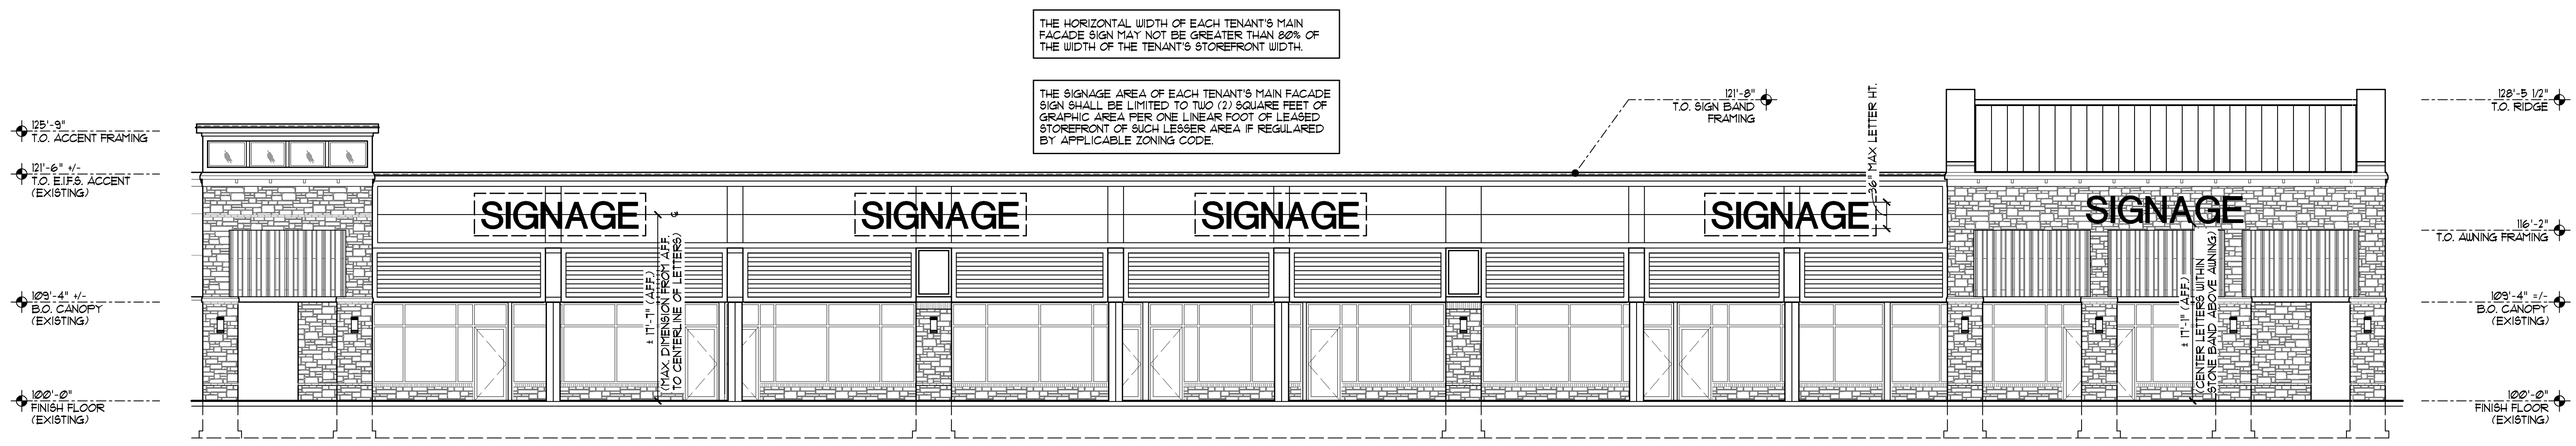 THE HORIZONTAL WIDTH OF EACH TENANT'S MAIN
FACADE SIGN MAY NOT BE GREATER THAN 80% OF
THE WIDTH OF THE TENANT'S STOREFRONT WIDTH.
THE SIGNAGE AREA OF EACH TENANT'S MAIN FACADE
SIGN SHALL BE LIMITED TO TWO (2) SQUARE FEET OF
GRAPHIC AREA PER ONE LINEAR FOOT OF LEASED
STOREFRONT OF SUCH LESSER AREA IF REGULARED
BY APPLICABLE ZONING CODE.
125'-9"
T.O. ACCENT FRAMING
121'-6" +/-
T.O. E.I.F.S. ACCENT
(EXISTING)
109'-4" +/-
B.O. CANOPY
(EXISTING)
100'-0"
FINISH FLOOR
(EXISTING)
SIGNAGE
SIGNAGE
SIGNAGE
SIGNAGE
SIGNAGE
± 17'-7" (A.F.F.)
(MAX. DIMENSION FROM A.F.F.
TO CENTERLINE OF LETTERS)
121'-8"
T.O. SIGN BAND
FRAMING
36" MAX LETTER HT.
± 17'-1" (A.F.F.)
(CENTER LETTERS WITHIN
STONE BAND ABOVE AWNING)
128'-5 1/2"
T.O. RIDGE
116'-2"
T.O. AWNING FRAMING
109'-4" =/-
B.O. CANOPY
(EXISTING)
100'-0"
FINISH FLOOR
(EXISTING)